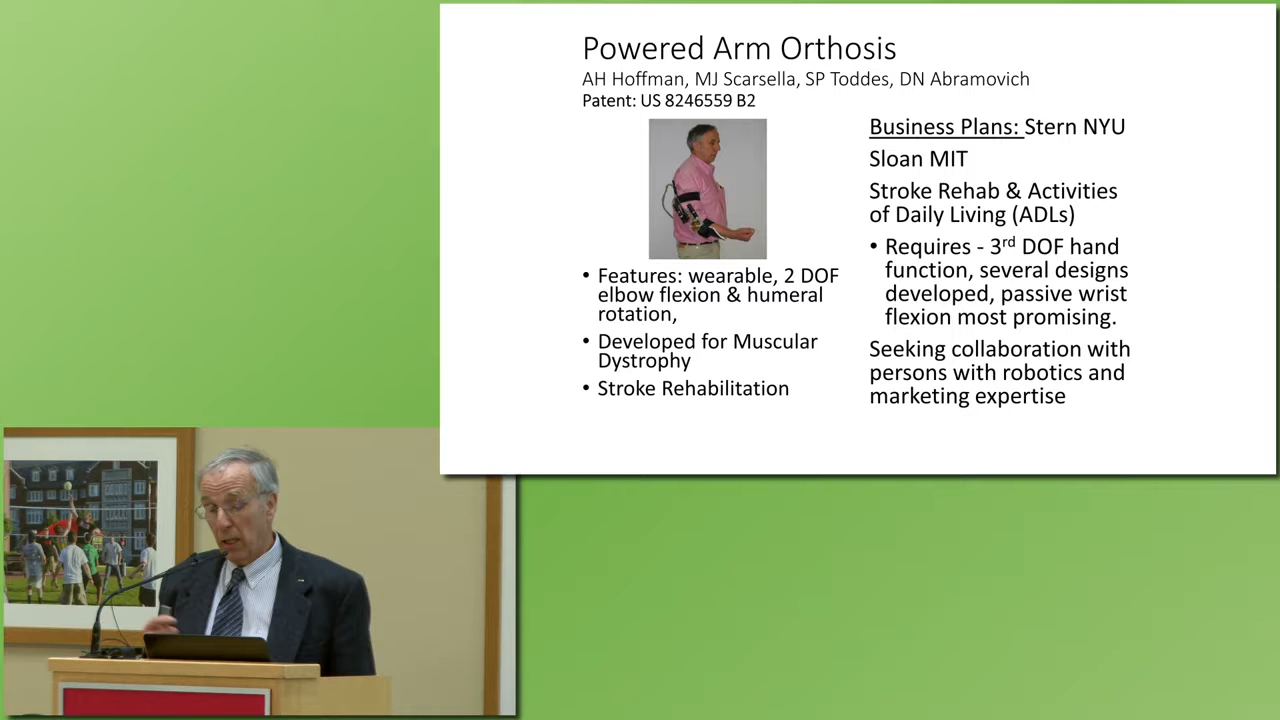 Powered Arm Orthosis
AH Hoffman, MJ Scarsella, SP Toddes, DN Abramovich
Patent: US 8246559 B2
• Features: wearable, 2 DOF
elbow flexion & humeral
rotation,
• Developed for Muscular
Dystrophy
• Stroke Rehabilitation
Business Plans: Stern NYU
Sloan MIT
Stroke Rehab & Activities
of Daily Living (ADLs)
• Requires - 3rd DOF hand
function, several designs
developed, passive wrist
flexion most promising.
Seeking collaboration with
persons with robotics and
marketing expertise